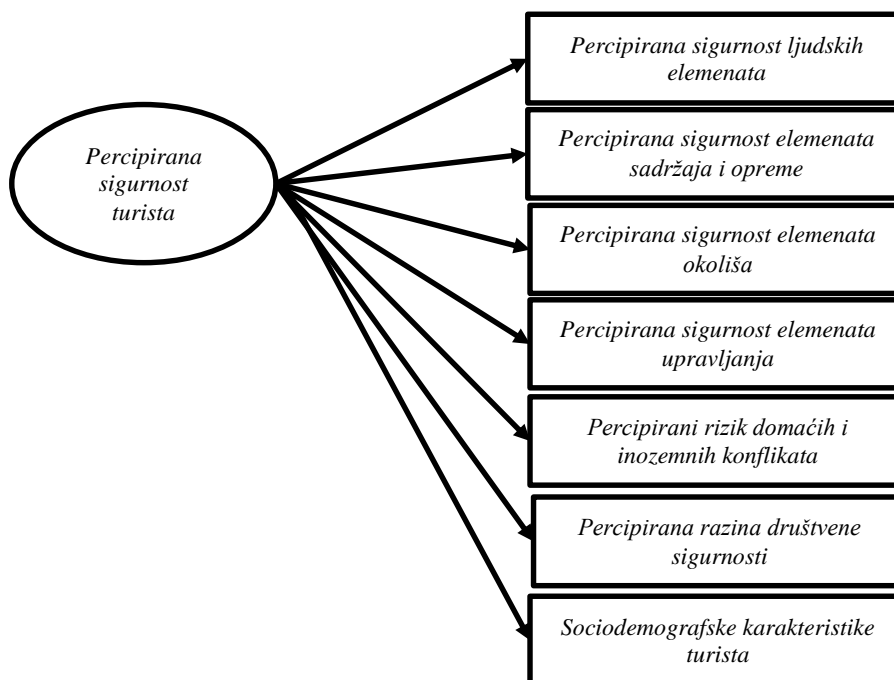 Percipirana
sigurnost
turista
Percipirana sigurnost ljudskih
elemenata
Percipirana sigurnost elemenata
sadržaja i opreme
Percipirana sigurnost elemenata
okoliša
Percipirana sigurnost elemenata
upravljanja
Percipirani rizik domaćih i
inozemnih konflikata
Percipirana razina društvene
sigurnosti
Sociodemografske karakteristike
turista